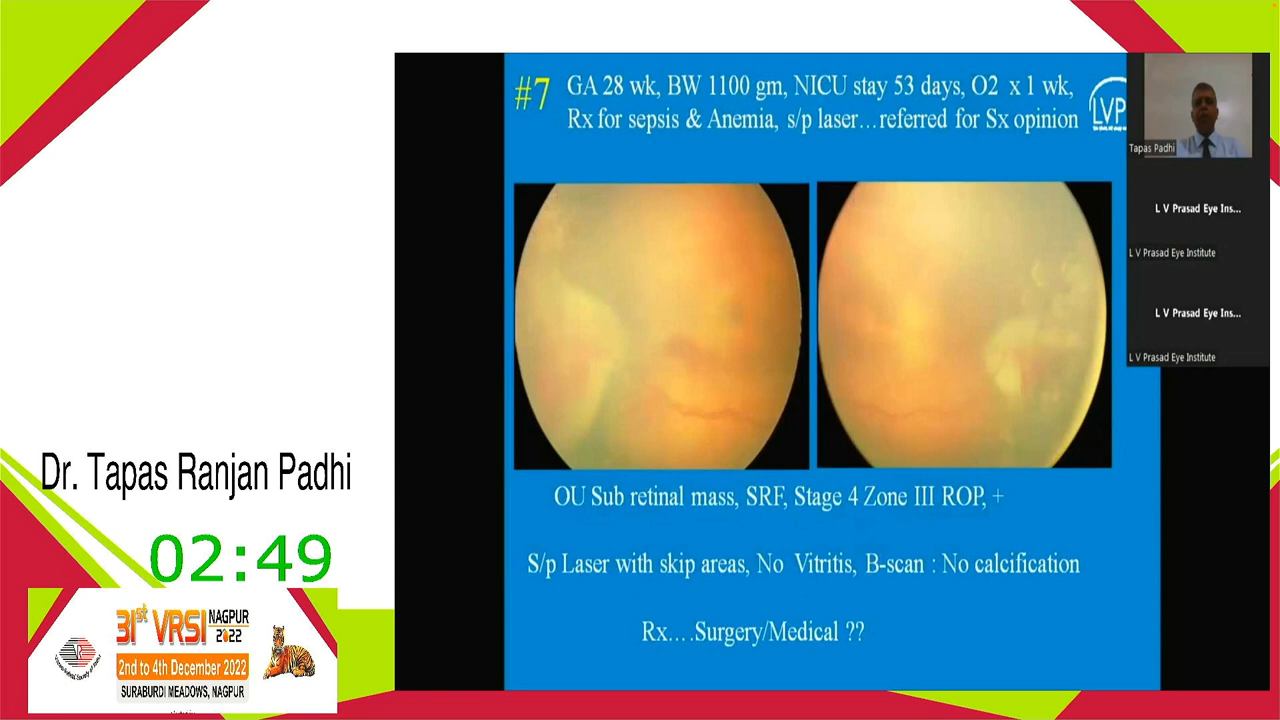 #7
GA 28 wk, BW 1100 gm, NICU stay 53 days, O2 x 1 wk,
Rx for sepsis & Anemia, s/p laser…referred for Sx opinion
LVP
Tapas Padhi
L V Prasad Eye Ins...
L V Prasad Eye Institute
L V Prasad Eye Ins...
L V Prasad Eye Institute
OU Sub retinal mass, SRF, Stage 4 Zone III ROP, +
S/p Laser with skip areas, No Vitritis, B-scan : No calcification
Rx….Surgery/Medical ??
Dr. Tapas Ranjan Padhi
02:49
31st VRSI NAGPUR 2022
2nd to 4th December 2022
SURABURDI MEADOWS, NAGPUR